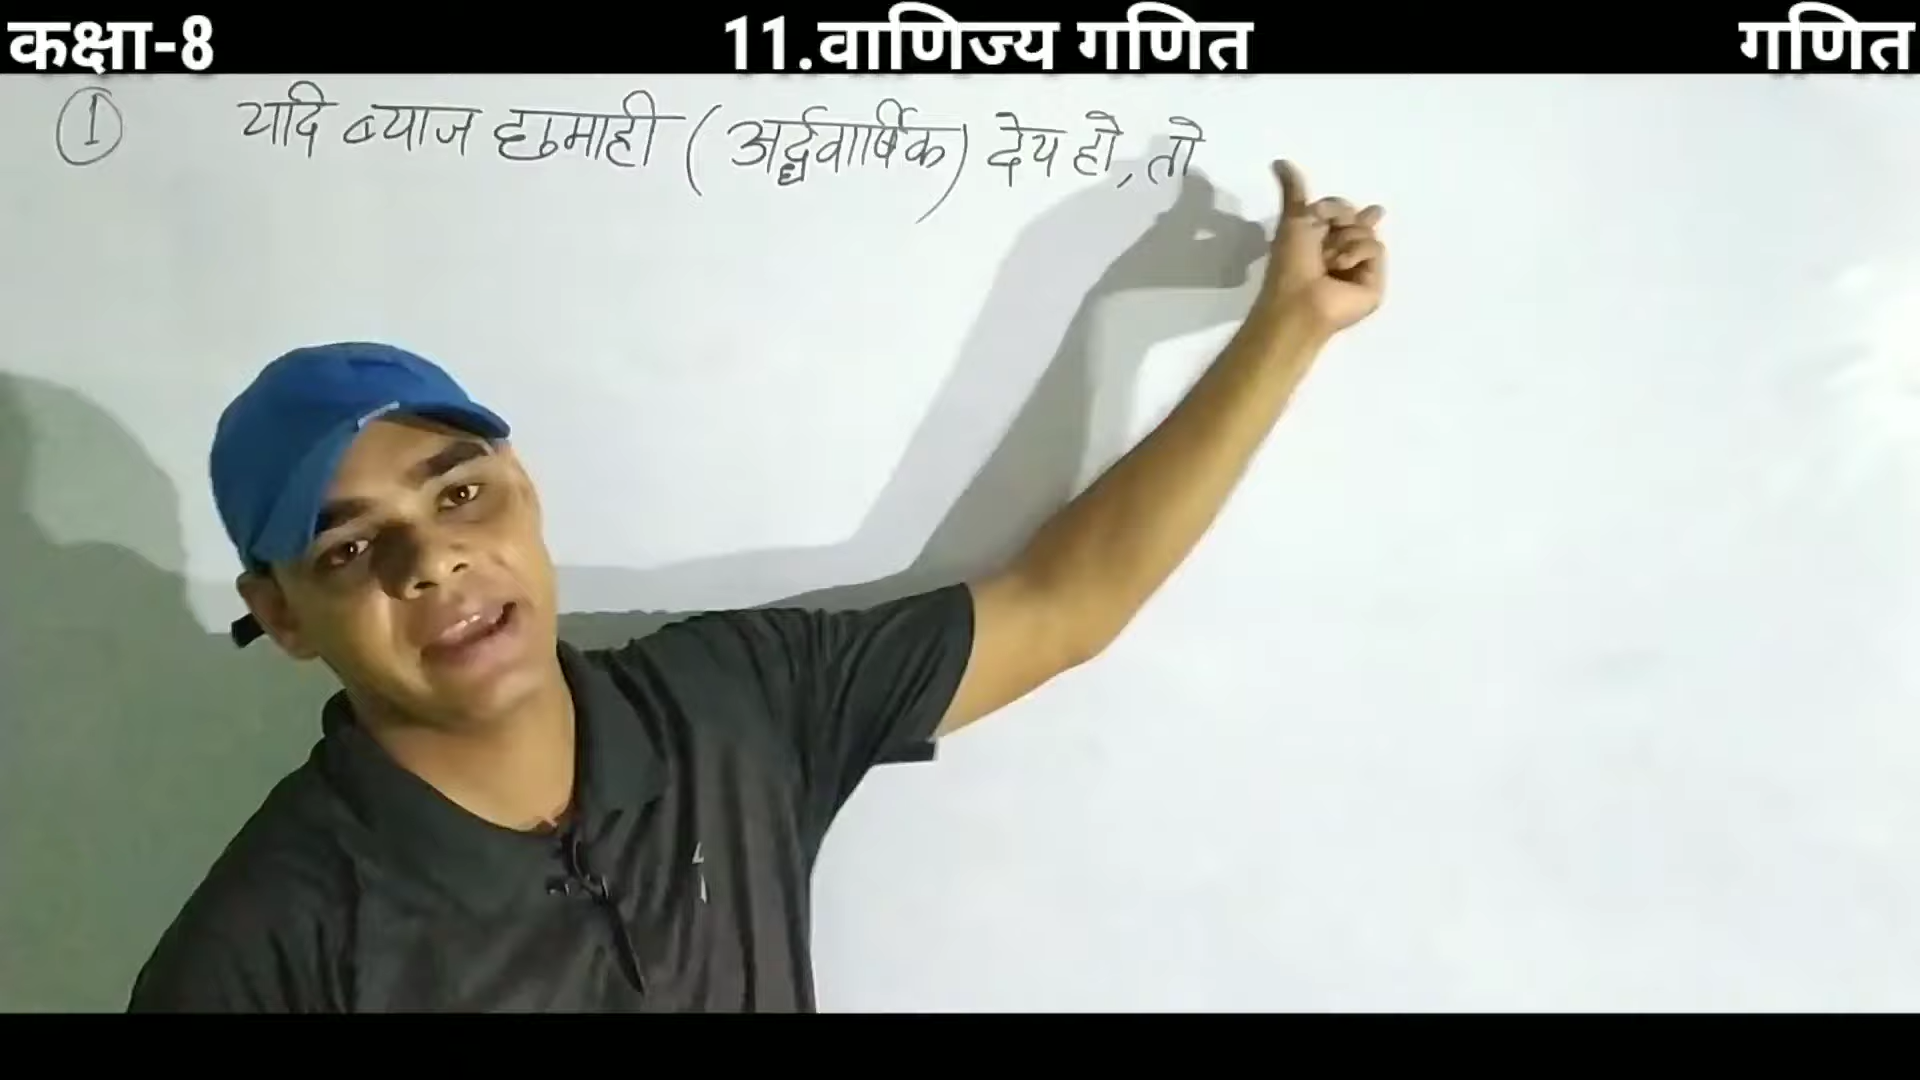 कक्षा-8
11.वाणिज्य गणित
गणित
1 यदि ब्याज छमाही (अर्द्धवार्षिक) देय हो, तो